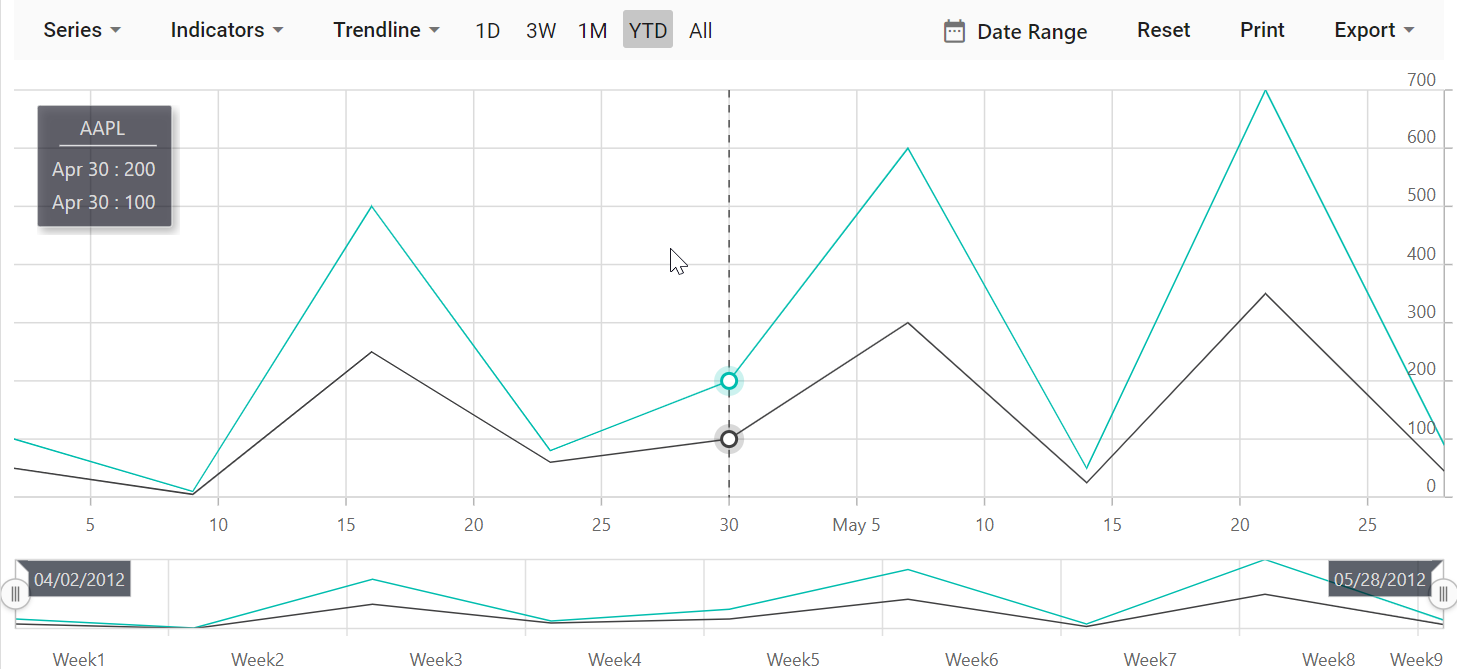 Series Indicators Trendline 1D 3W 1M YTD All Date Range Reset Print Export
700
600
500
400
300
200
100
0
AAPL
Apr 30 : 200
Apr 30 : 100
5 10 15 20 25 30 May 5 10 15 20 25
04/02/2012 05/28/2012
Week1 Week2 Week3 Week4 Week5 Week6 Week7 Week8 Week9